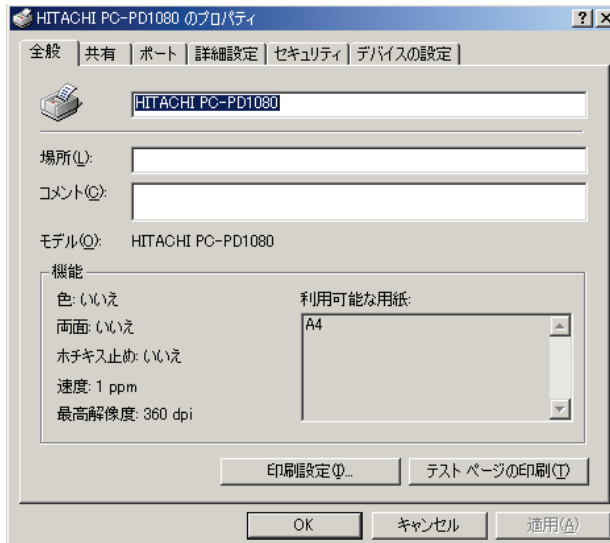 HITACHI PC-PD1080 のプロパティ
全般 共有 ポート 詳細設定 セキュリティ デバイスの設定
HITACHI PC-PD1080
場所(L):
コメント(C):
モデル(O): HITACHI PC-PD1080
機能
色: いいえ 利用可能な用紙:
両面: いいえ A4
ホチキス止め: いいえ
速度: 1 ppm
最高解像度: 360 dpi
印刷設定(I)... テスト ページの印刷(T)
OK キャンセル 適用(A)